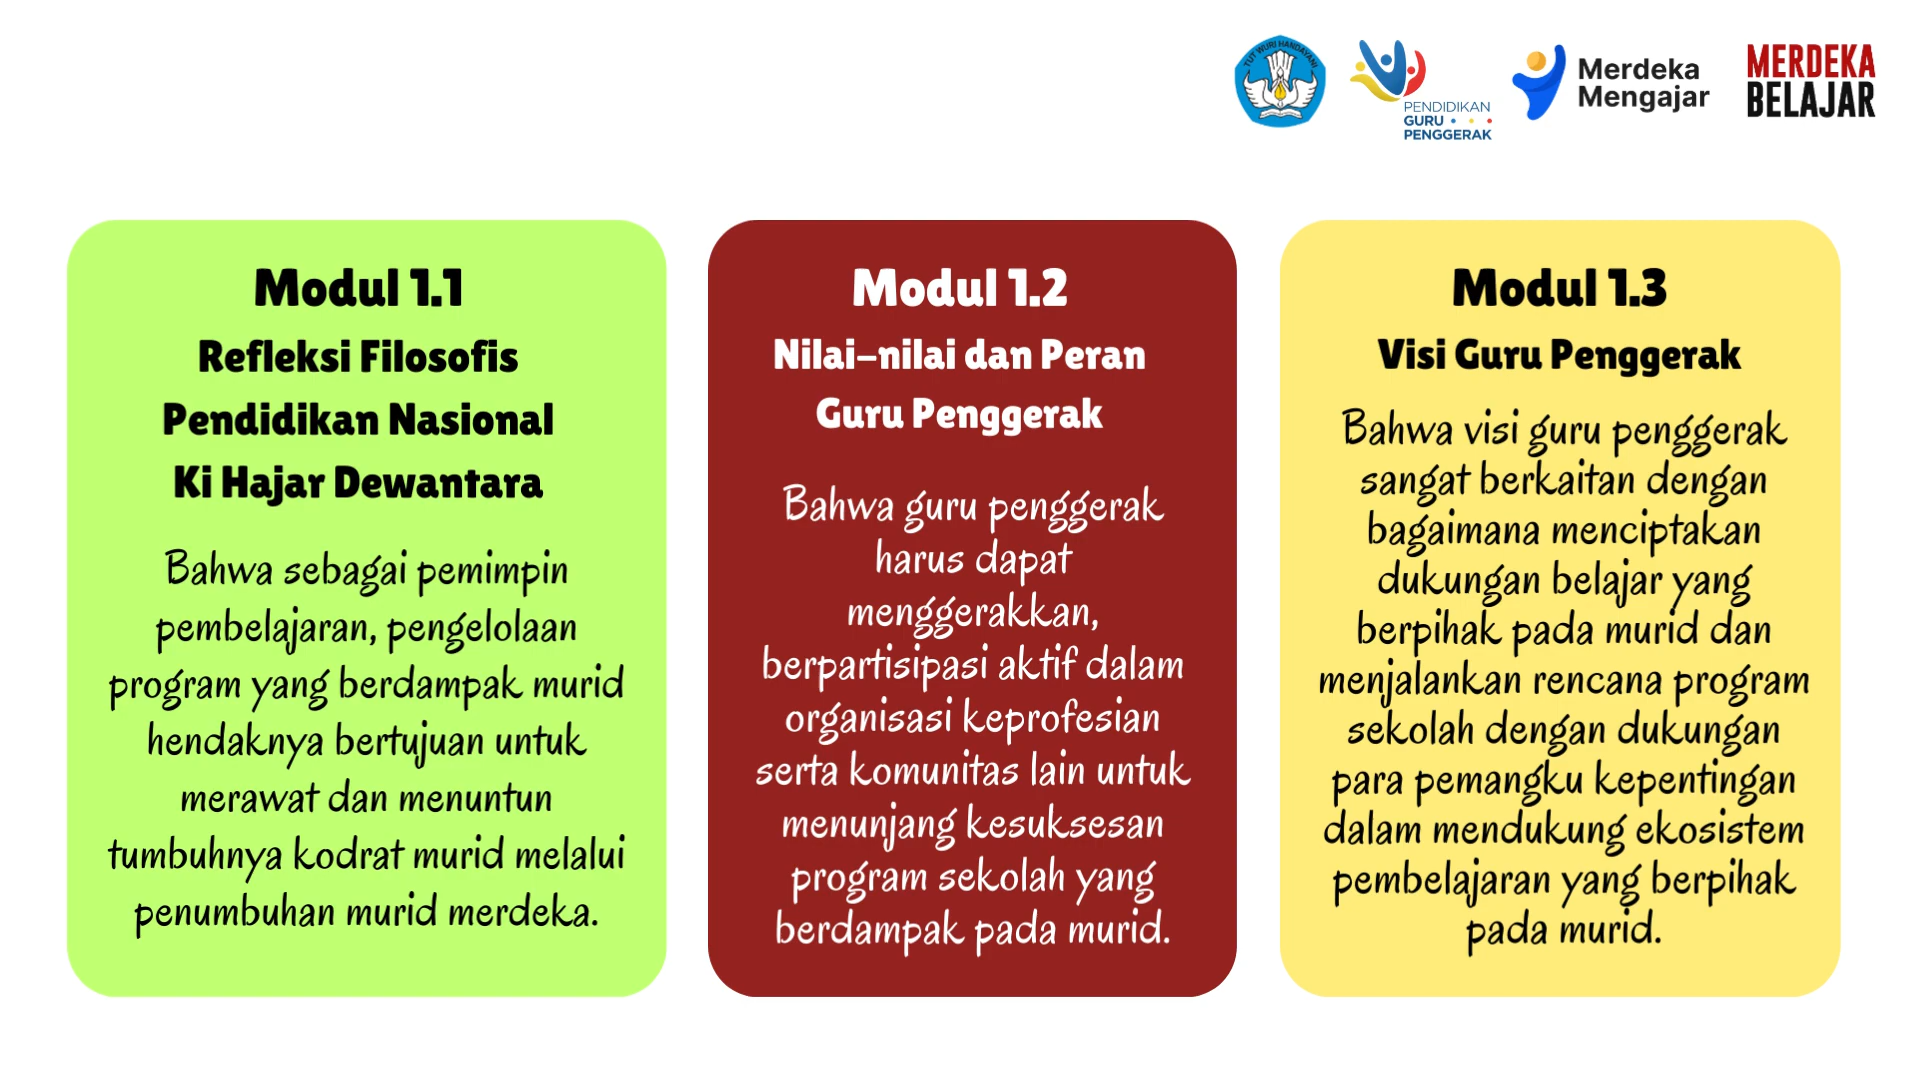 TUT WURI HANDAYANI
PENDIDIKAN
GURU
PENGGERAK
Merdeka
Mengajar
MERDEKA
BELAJAR
Modul 1.1
Refleksi Filosofis
Pendidikan Nasional
Ki Hajar Dewantara
Bahwa sebagai pemimpin
pembelajaran, pengelolaan
program yang berdampak murid
hendaknya bertujuan untuk
merawat dan menuntun
tumbuhnya kodrat murid melalui
penumbuhan murid merdeka.
Modul 1.2
Nilai-nilai dan Peran
Guru Penggerak
Bahwa guru penggerak
harus dapat
menggerakkan,
berpartisipasi aktif dalam
organisasi keprofesian
serta komunitas lain untuk
menunjang kesuksesan
program sekolah yang
berdampak pada murid.
Modul 1.3
Visi Guru Penggerak
Bahwa visi guru penggerak
sangat berkaitan dengan
bagaimana menciptakan
dukungan belajar yang
berpihak pada murid dan
menjalankan rencana program
sekolah dengan dukungan
para pemangku kepentingan
dalam mendukung ekosistem
pembelajaran yang berpihak
pada murid.